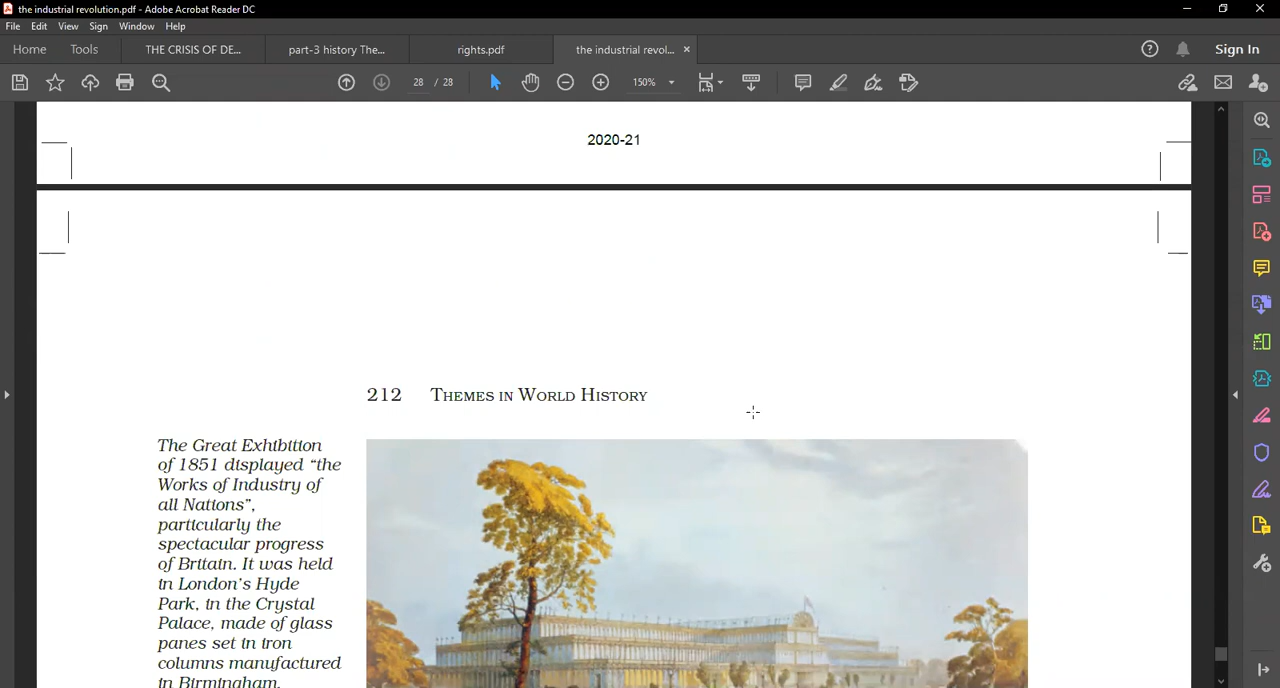 the industrial revolution.pdf - Adobe Acrobat Reader DC
File Edit View Sign Window Help
Home Tools THE CRISIS OF DE... part-3 history The... rights.pdf the industrial revol... × Sign In
28 / 28 150%
2020-21
212 THEMES IN WORLD HISTORY
The Great Exhibition
of 1851 displayed "the
Works of Industry of
all Nations",
particularly the
spectacular progress
of Britain. It was held
in London's Hyde
Park, in the Crystal
Palace, made of glass
panes set in iron
columns manufactured
in Birmingham.